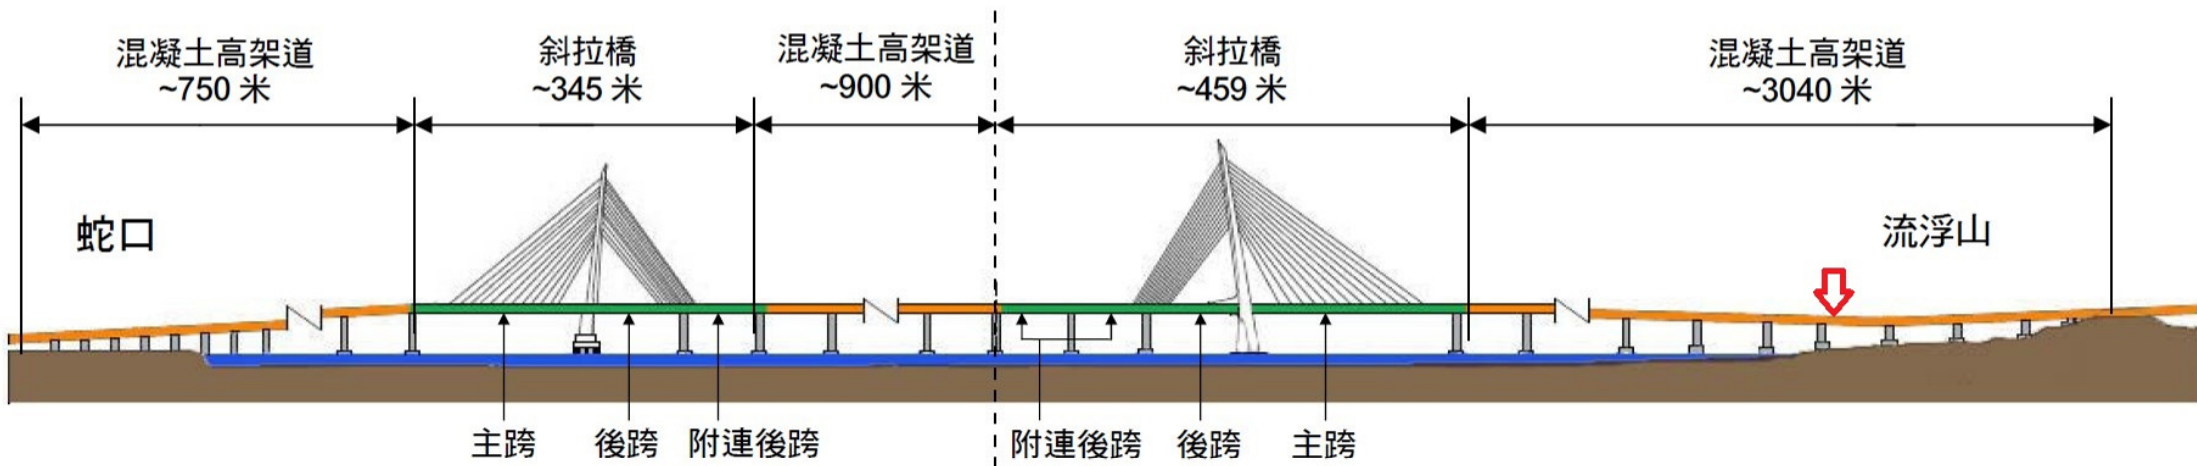 混凝土高架道
~750 米
斜拉橋
~345 米
混凝土高架道
~900 米
斜拉橋
~459 米
混凝土高架道
~3040 米
蛇口
流浮山
主跨
後跨
附連後跨
附連後跨
後跨
主跨